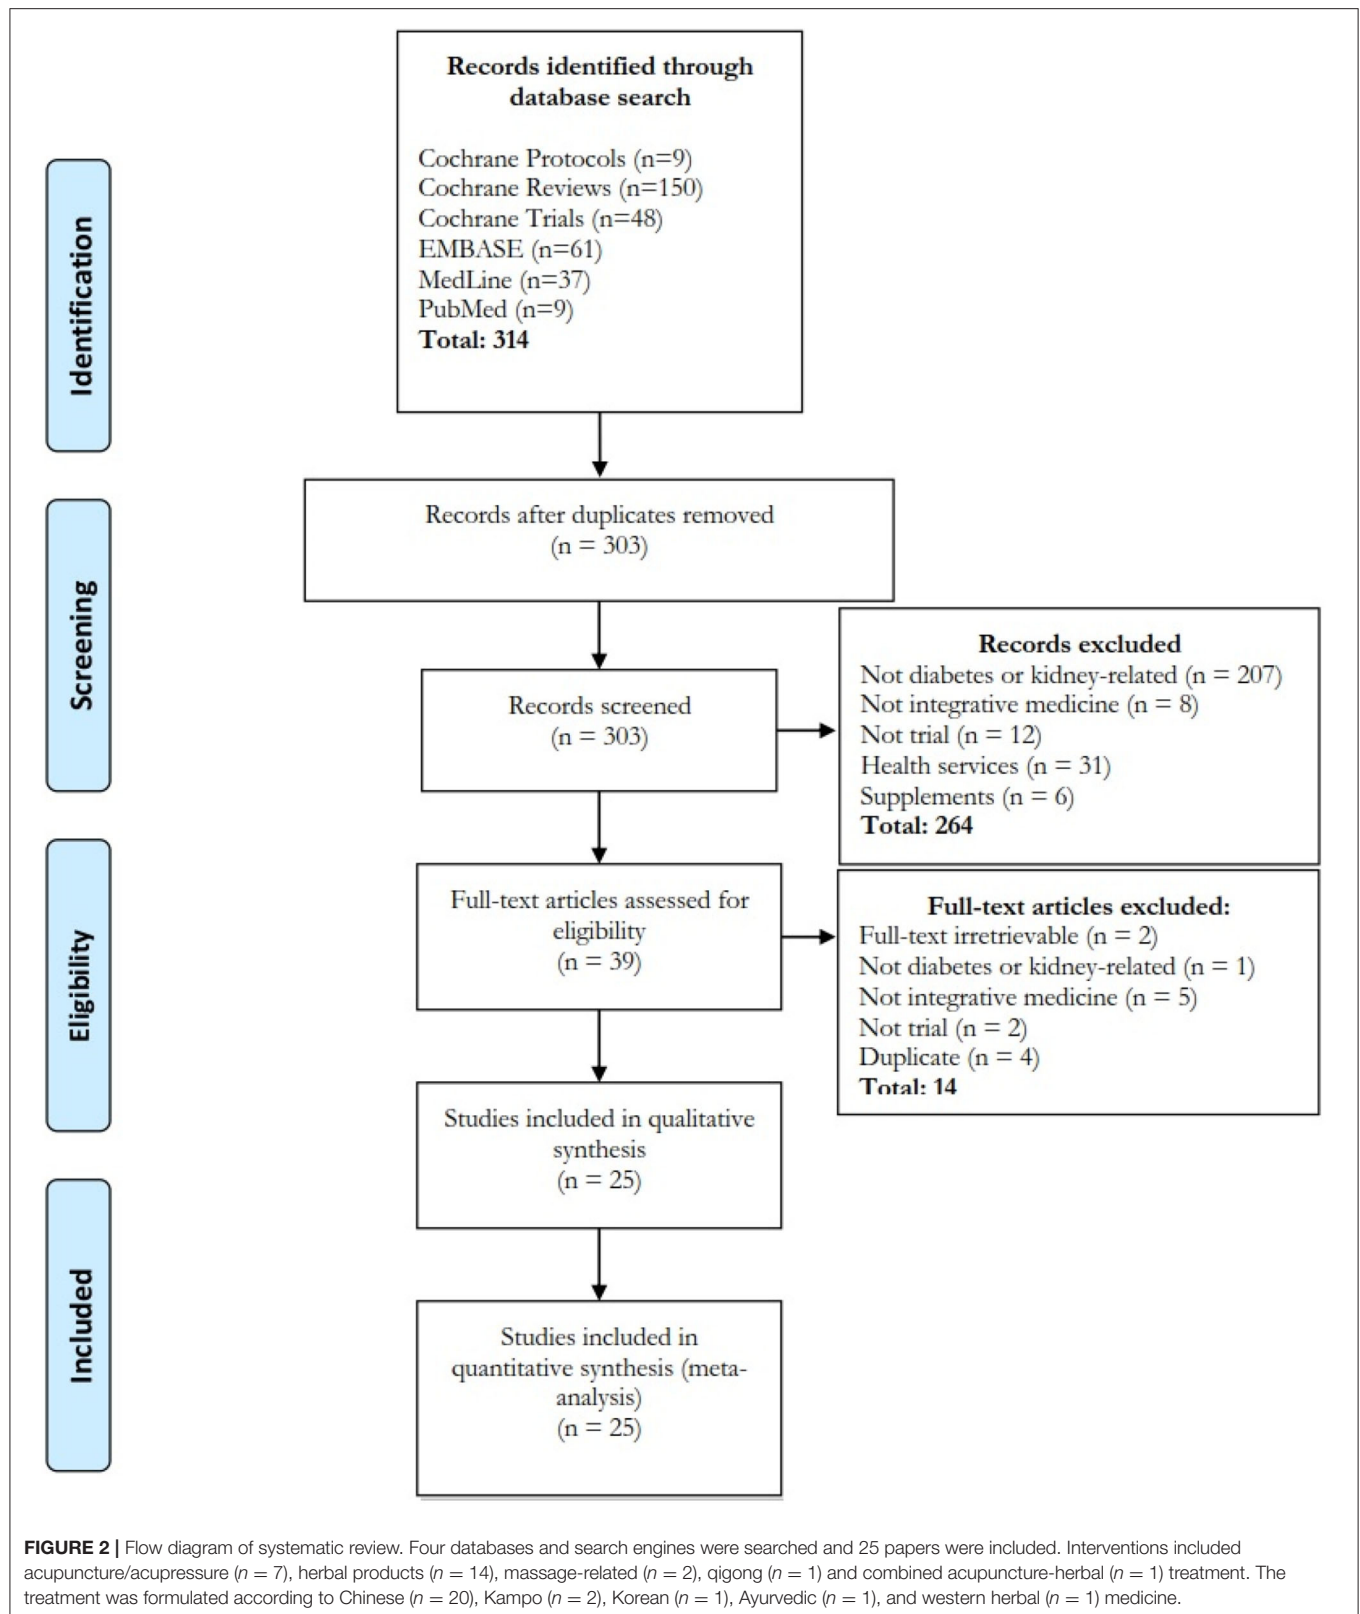 Records identified through
database search
Cochrane Protocols (n=9)
Cochrane Reviews (n=150)
Cochrane Trials (n=48)
EMBASE (n=61)
MedLine (n=37)
PubMed (n=9)
Total: 314
Identification
Records after duplicates removed
(n = 303)
Screening
Records screened
(n = 303)
Records excluded
Not diabetes or kidney-related (n = 207)
Not integrative medicine (n = 8)
Not trial (n = 12)
Health services (n = 31)
Supplements (n = 6)
Total: 264
Eligibility
Full-text articles assessed for
eligibility
(n = 39)
Full-text articles excluded:
Full-text irretrievable (n = 2)
Not diabetes or kidney-related (n = 1)
Not integrative medicine (n = 5)
Not trial (n = 2)
Duplicate (n = 4)
Total: 14
Studies included in qualitative
synthesis
(n = 25)
Included
Studies included in
quantitative synthesis (meta-
analysis)
(n = 25)
FIGURE 2 | Flow diagram of systematic review. Four databases and search engines were searched and 25 papers were included. Interventions included
acupuncture/acupressure (n = 7), herbal products (n = 14), massage-related (n = 2), qigong (n = 1) and combined acupuncture-herbal (n = 1) treatment. The
treatment was formulated according to Chinese (n = 20), Kampo (n = 2), Korean (n = 1), Ayurvedic (n = 1), and western herbal (n = 1) medicine.